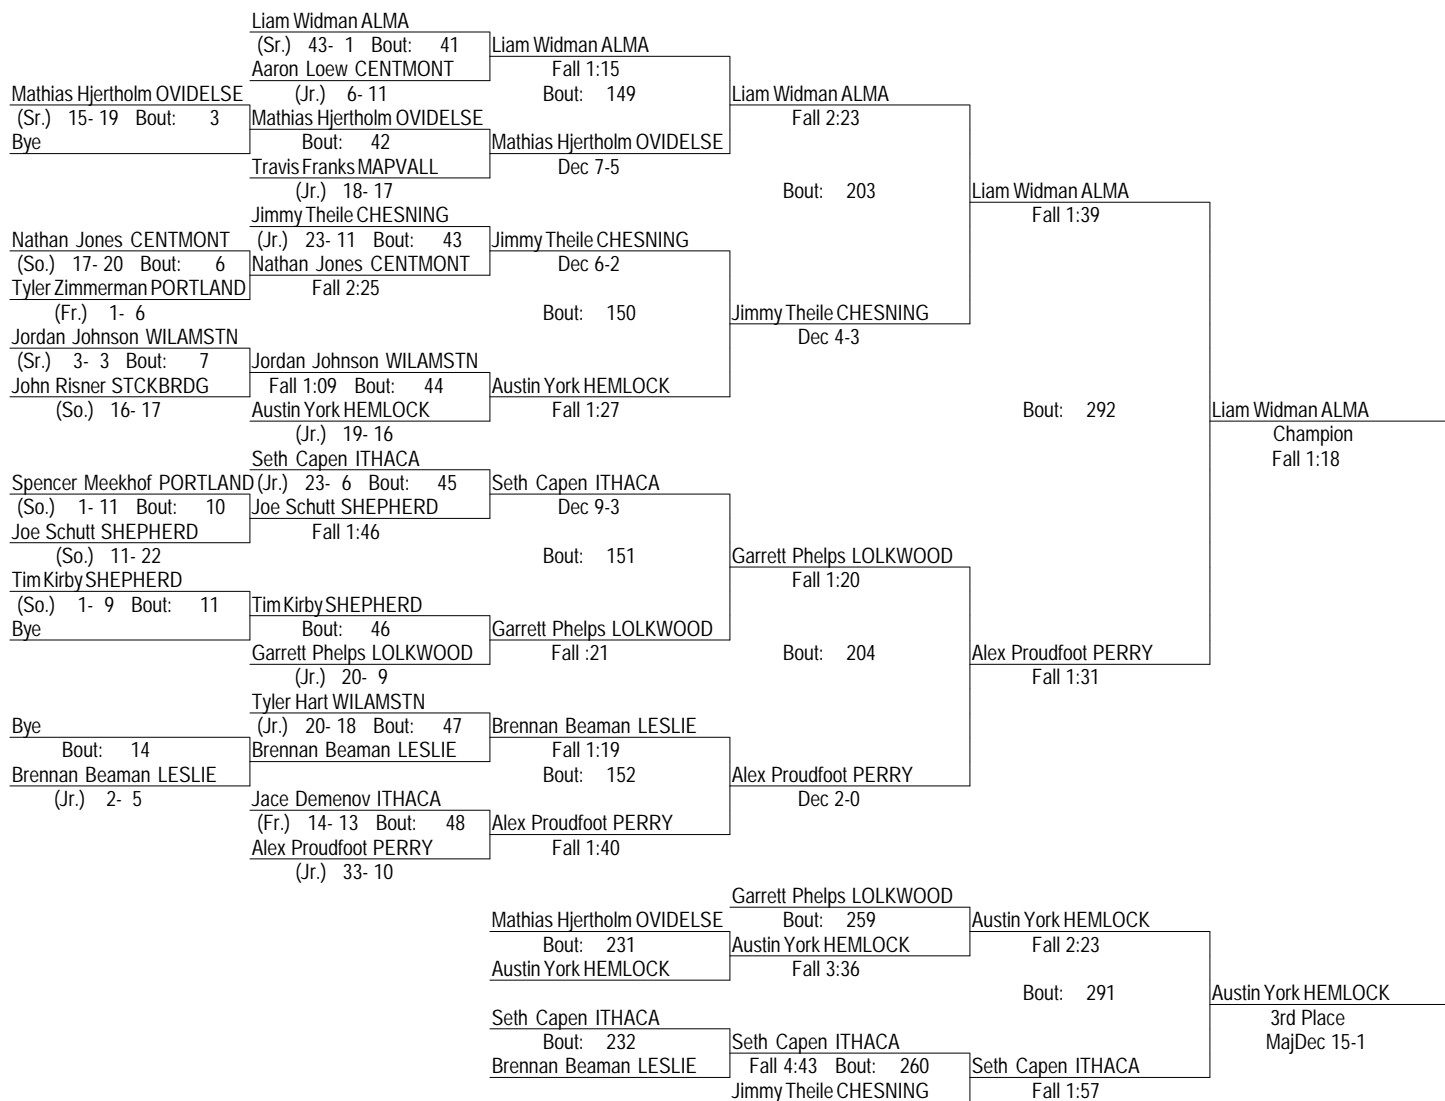 Liam Widman ALMA
(Sr.) 43- 1 Bout: 41 Liam Widman ALMA
Aaron Loew CENTMONT Fall 1:15
Mathias Hjertholm OVIDELSE (Jr.) 6- 11 Bout: 149 Liam Widman ALMA
(Sr.) 15- 19 Bout: 3 Mathias Hjertholm OVIDELSE Fall 2:23
Bye Bout: 42 Mathias Hjertholm OVIDELSE
Travis Franks MAPVALL Dec 7-5
(Jr.) 18- 17 Bout: 203 Liam Widman ALMA
Jimmy Theile CHESNING Fall 1:39
Nathan Jones CENTMONT (Jr.) 23- 11 Bout: 43 Jimmy Theile CHESNING
(So.) 17- 20 Bout: 6 Nathan Jones CENTMONT Dec 6-2
Tyler Zimmerman PORTLAND Fall 2:25
(Fr.) 1- 6 Bout: 150 Jimmy Theile CHESNING
Jordan Johnson WILAMSTN Dec 4-3
(Sr.) 3- 3 Bout: 7 Jordan Johnson WILAMSTN
John Risner STCKBRDG Fall 1:09 Bout: 44 Austin York HEMLOCK
(So.) 16- 17 Austin York HEMLOCK Fall 1:27 Bout: 292 Liam Widman ALMA
(Jr.) 19- 16 Champion
Seth Capen ITHACA Fall 1:18
Spencer Meekhof PORTLAND (Jr.) 23- 6 Bout: 45 Seth Capen ITHACA
(So.) 1- 11 Bout: 10 Joe Schutt SHEPHERD Dec 9-3
Joe Schutt SHEPHERD Fall 1:46
(So.) 11- 22 Bout: 151 Garrett Phelps LOLKWOOD
Tim Kirby SHEPHERD Fall 1:20
(So.) 1- 9 Bout: 11 Tim Kirby SHEPHERD
Bye Bout: 46 Garrett Phelps LOLKWOOD
Garrett Phelps LOLKWOOD Fall :21 Bout: 204 Alex Proudfoot PERRY
(Jr.) 20- 9 Fall 1:31
Tyler Hart WILAMSTN
Bye (Jr.) 20- 18 Bout: 47 Brennan Beaman LESLIE
Bout: 14 Brennan Beaman LESLIE Fall 1:19
Brennan Beaman LESLIE Bout: 152 Alex Proudfoot PERRY
(Jr.) 2- 5 Jace Demenov ITHACA Dec 2-0
(Fr.) 14- 13 Bout: 48 Alex Proudfoot PERRY
Alex Proudfoot PERRY Fall 1:40
(Jr.) 33- 10
Garrett Phelps LOLKWOOD
Mathias Hjertholm OVIDELSE Bout: 259 Austin York HEMLOCK
Bout: 231 Austin York HEMLOCK Fall 2:23
Austin York HEMLOCK Fall 3:36
Bout: 291 Austin York HEMLOCK
Seth Capen ITHACA 3rd Place
Bout: 232 Seth Capen ITHACA MajDec 15-1
Brennan Beaman LESLIE Fall 4:43 Bout: 260 Seth Capen ITHACA
Jimmy Theile CHESNING Fall 1:57